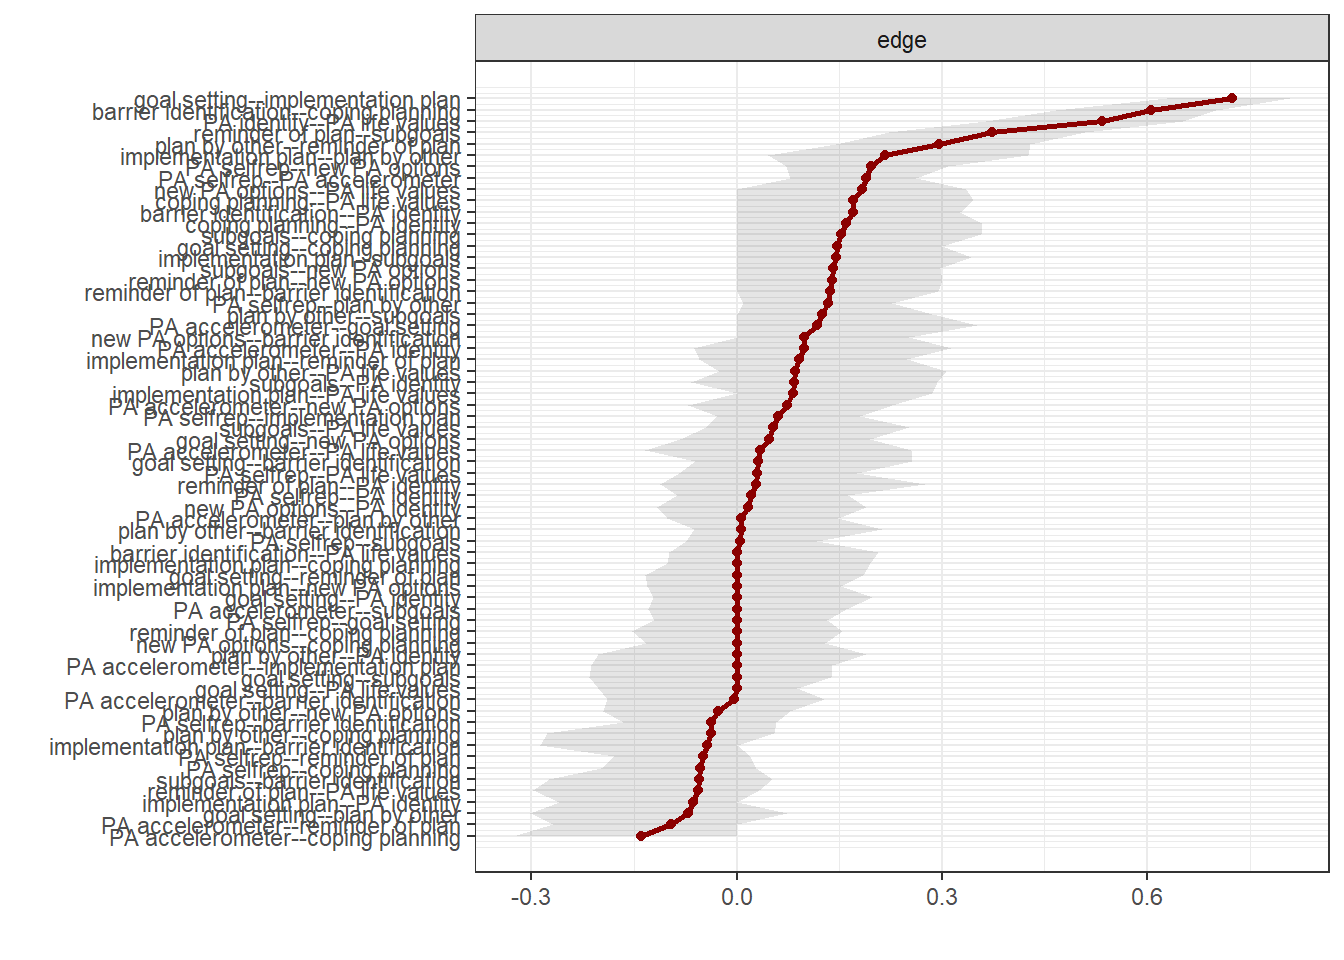 edge
goal setting--implementation plan
barrier identification--coping planning
PA identity--PA life values
reminder of plan--subgoals
plan by other--reminder of plan
implementation plan--plan by other
PA selfrep--new PA options
PA selfrep--PA accelerometer
new PA options--PA life values
coping planning--PA life values
barrier identification--PA identity
coping planning--PA identity
subgoals--coping planning
goal setting--coping planning
implementation plan--subgoals
subgoals--new PA options
reminder of plan--new PA options
reminder of plan--barrier identification
PA selfrep--plan by other
plan by other--subgoals
PA accelerometer--goal setting
new PA options--barrier identification
PA accelerometer--PA identity
implementation plan--reminder of plan
plan by other--PA life values
subgoals--PA identity
implementation plan--PA life values
PA accelerometer--new PA options
PA selfrep--implementation plan
subgoals--PA life values
goal setting--new PA options
PA accelerometer--PA life values
goal setting--barrier identification
PA selfrep--PA life values
reminder of plan--PA identity
PA selfrep--PA identity
new PA options--PA identity
PA accelerometer--plan by other
plan by other--barrier identification
PA selfrep--subgoals
barrier identification--PA life values
implementation plan--coping planning
goal setting--reminder of plan
implementation plan--new PA options
goal setting--PA identity
PA accelerometer--subgoals
PA selfrep--goal setting
reminder of plan--coping planning
new PA options--coping planning
plan by other--PA identity
PA accelerometer--implementation plan
goal setting--subgoals
goal setting--PA life values
PA accelerometer--barrier identification
plan by other--new PA options
PA selfrep--barrier identification
plan by other--coping planning
implementation plan--barrier identification
PA selfrep--reminder of plan
PA selfrep--coping planning
subgoals--barrier identification
reminder of plan--PA life values
implementation plan--PA identity
goal setting--plan by other
PA accelerometer--reminder of plan
PA accelerometer--coping planning
-0.3 0.0 0.3 0.6